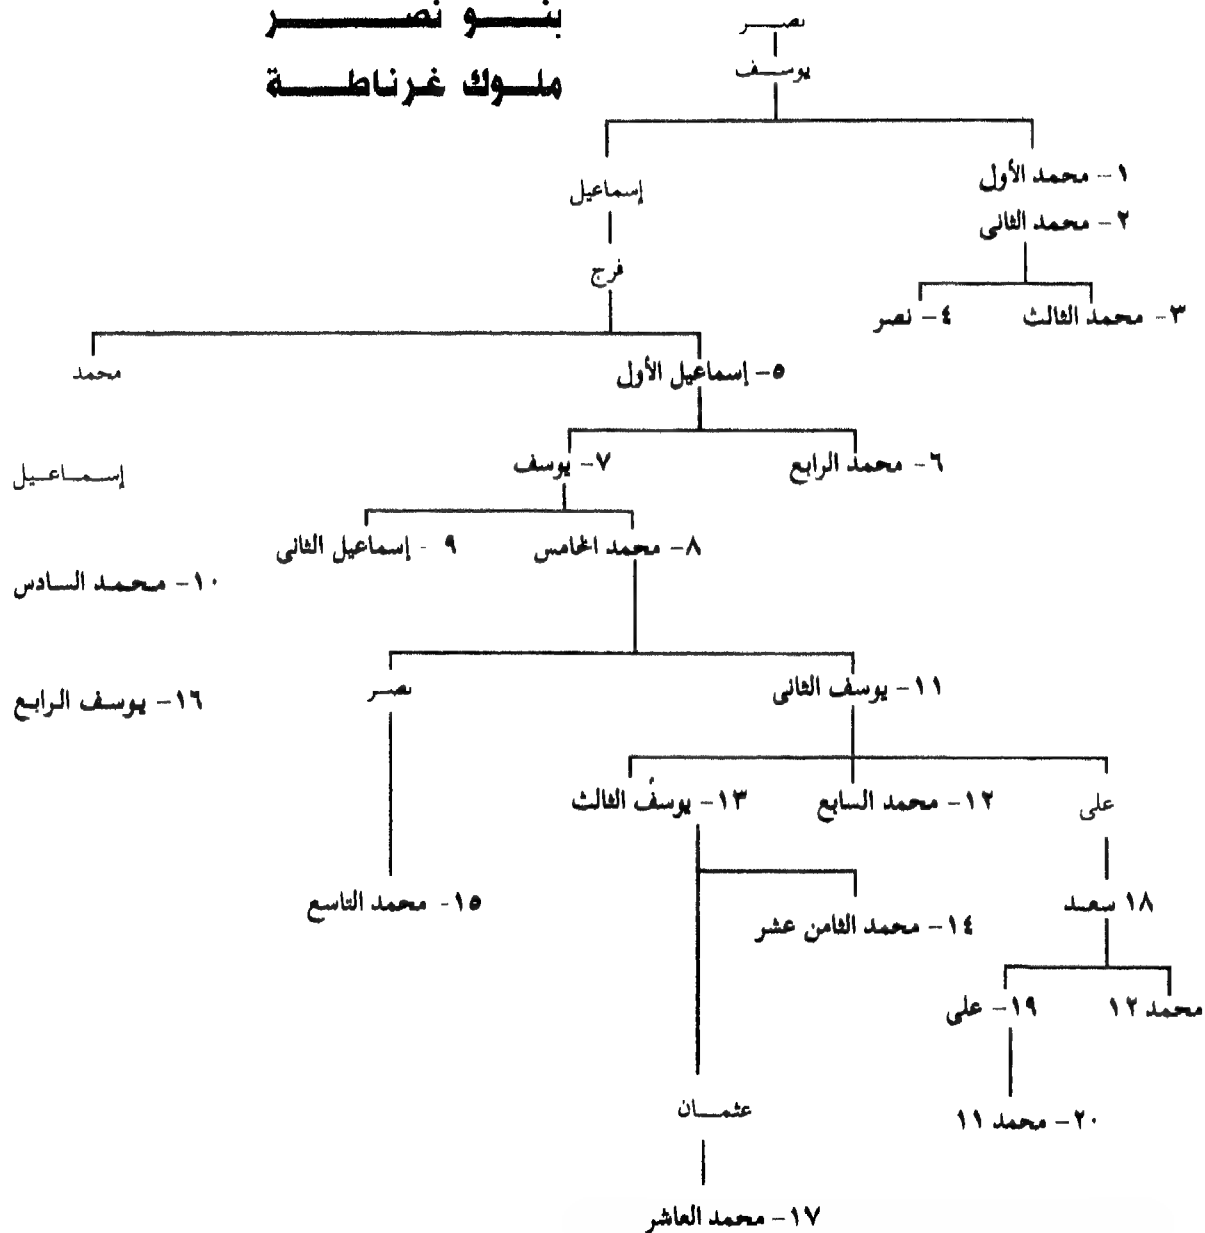 بنو نصر
ملوك غرناطة
نصر
يوسف
١- محمد الأول
إسماعيل
٢- محمد الثانى
فرج
٣- محمد الثالث
٤- نصر
٥- إسماعيل الأول
محمد
٦- محمد الرابع
٧- يوسف
إسماعيل
٨- محمد الخامس
٩ - إسماعيل الثانى
١٠- محمد السادس
١١- يوسف الثانى
نصر
١٦- يوسف الرابع
على
١٢- محمد السابع
١٣- يوسف الثالث
١٨ سعد
١٥- محمد التاسع
١٤- محمد الثامن عشر
محمد ١٢
١٩- على
عثمان
٢٠- محمد ١١
١٧- محمد العاشر